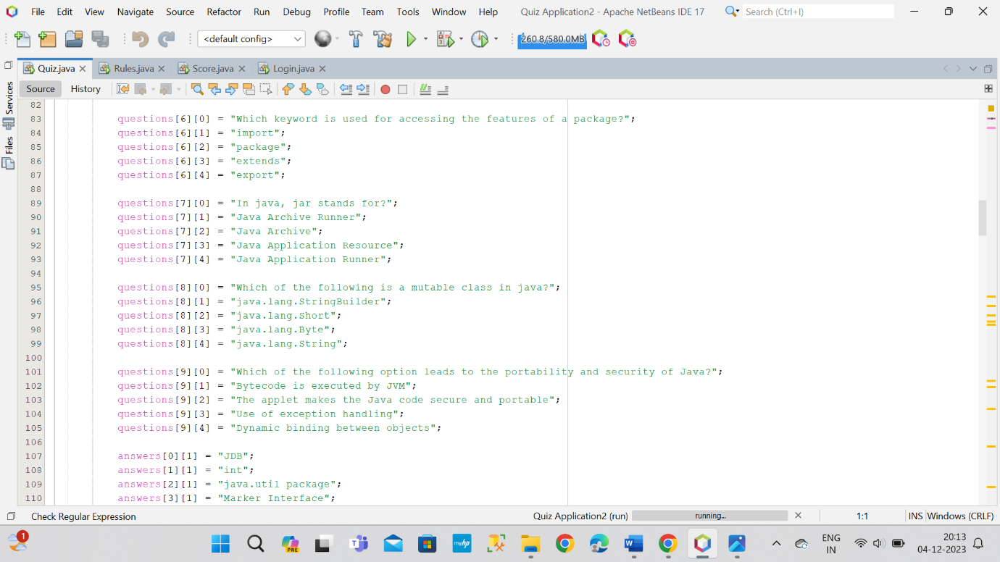 File Edit View Navigate Source Refactor Run Debug Profile Team Tools Window Help Quiz Application2 - Apache NetBeans IDE 17 Search (Ctrl+I)
<default config> 260.8/580.0MB
Quiz.java Rules.java Score.java Login.java
Source History
Services
Files
82
83 questions[6][0] = "Which keyword is used for accessing the features of a package?";
84 questions[6][1] = "import";
85 questions[6][2] = "package";
86 questions[6][3] = "extends";
87 questions[6][4] = "export";
88
89 questions[7][0] = "In java, jar stands for?";
90 questions[7][1] = "Java Archive Runner";
91 questions[7][2] = "Java Archive";
92 questions[7][3] = "Java Application Resource";
93 questions[7][4] = "Java Application Runner";
94
95 questions[8][0] = "Which of the following is a mutable class in java?";
96 questions[8][1] = "java.lang.StringBuilder";
97 questions[8][2] = "java.lang.Short";
98 questions[8][3] = "java.lang.Byte";
99 questions[8][4] = "java.lang.String";
100
101 questions[9][0] = "Which of the following option leads to the portability and security of Java?";
102 questions[9][1] = "Bytecode is executed by JVM";
103 questions[9][2] = "The applet makes the Java code secure and portable";
104 questions[9][3] = "Use of exception handling";
105 questions[9][4] = "Dynamic binding between objects";
106
107 answers[0][1] = "JDB";
108 answers[1][1] = "int";
109 answers[2][1] = "java.util package";
110 answers[3][1] = "Marker Interface";
Check Regular Expression Quiz Application2 (run) running... 1:1 INS Windows (CRLF)
1 PRE myhp ENG 20:13
IN 04-12-2023